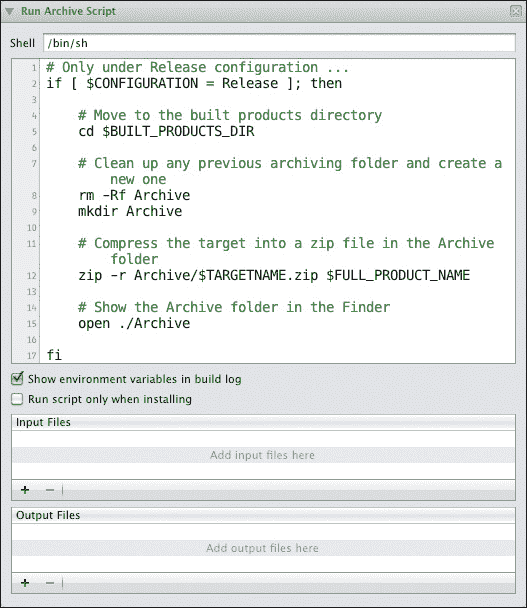 Run Archive Script
Shell /bin/sh
1 # Only under Release configuration ...
2 if [ $CONFIGURATION = Release ]; then
3
4 # Move to the built products directory
5 cd $BUILT_PRODUCTS_DIR
6
7 # Clean up any previous archiving folder and create a
new one
8 rm -Rf Archive
9 mkdir Archive
10
11 # Compress the target into a zip file in the Archive
folder
12 zip -r Archive/$TARGETNAME.zip $FULL_PRODUCT_NAME
13
14 # Show the Archive folder in the Finder
15 open ./Archive
16
17 fi
Show environment variables in build log
Run script only when installing
Input Files
Add input files here
+ −
Output Files
Add output files here
+ −